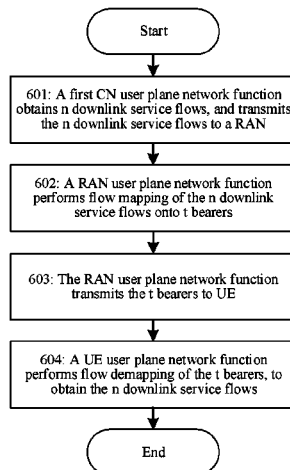 Start
601: A first CN user plane network function
obtains n downlink service flows, and transmits
the n downlink service flows to a RAN
602: A RAN user plane network function
performs flow mapping of the n downlink
service flows onto t bearers
603: The RAN user plane network function
transmits the t bearers to UE
604: A UE user plane network function
performs flow demapping of the t bearers, to
obtain the n downlink service flows
End